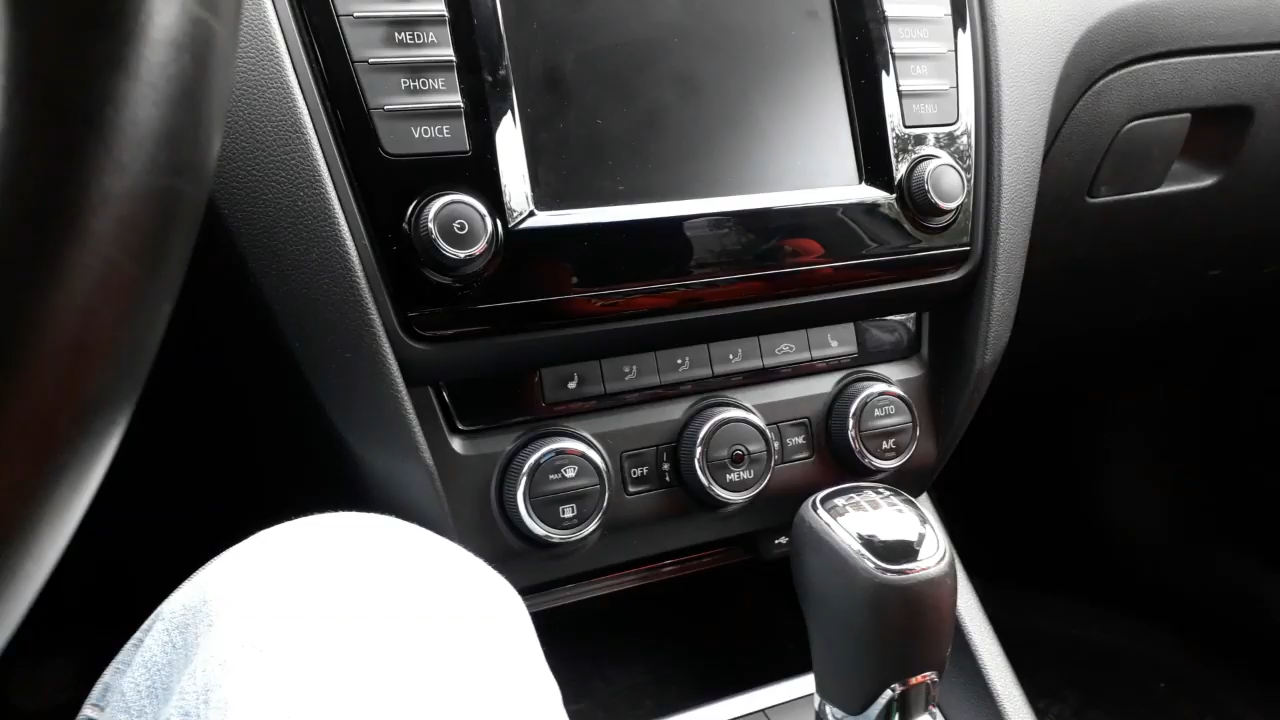 MEDIA
PHONE
VOICE
SOUND
CAR
MENU
MAX
OFF
MENU
SYNC
AUTO
A/C